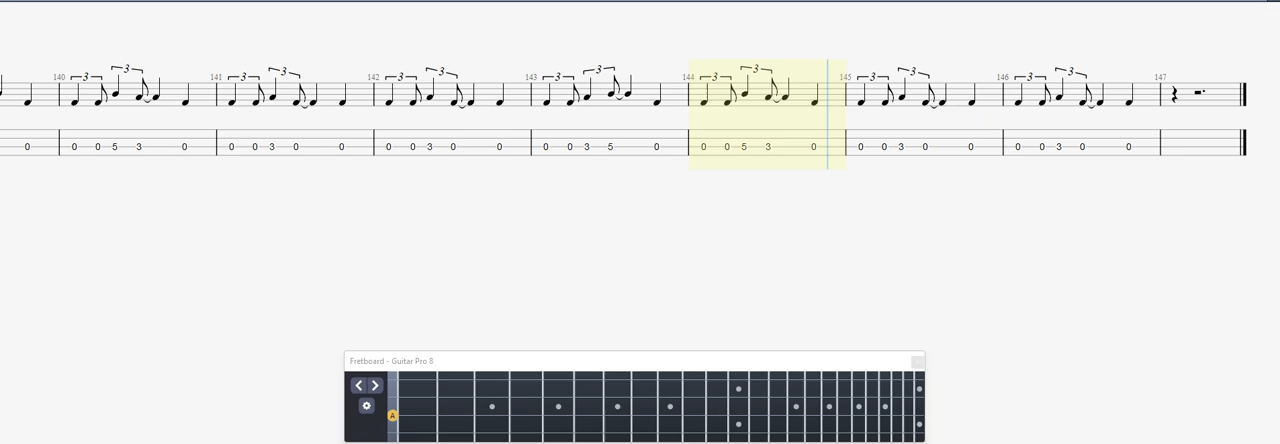 3 3 3 3 3 3 3 3 3 3 3 3 3 3
140 141 142 143 144 145 146 147
0 0 0 5 3 0 0 0 3 0 0 0 0 3 0 0 0 0 3 5 0 0 0 5 3 0 0 0 3 0 0 0 0 3 0 0
Fretboard - Guitar Pro 8
A